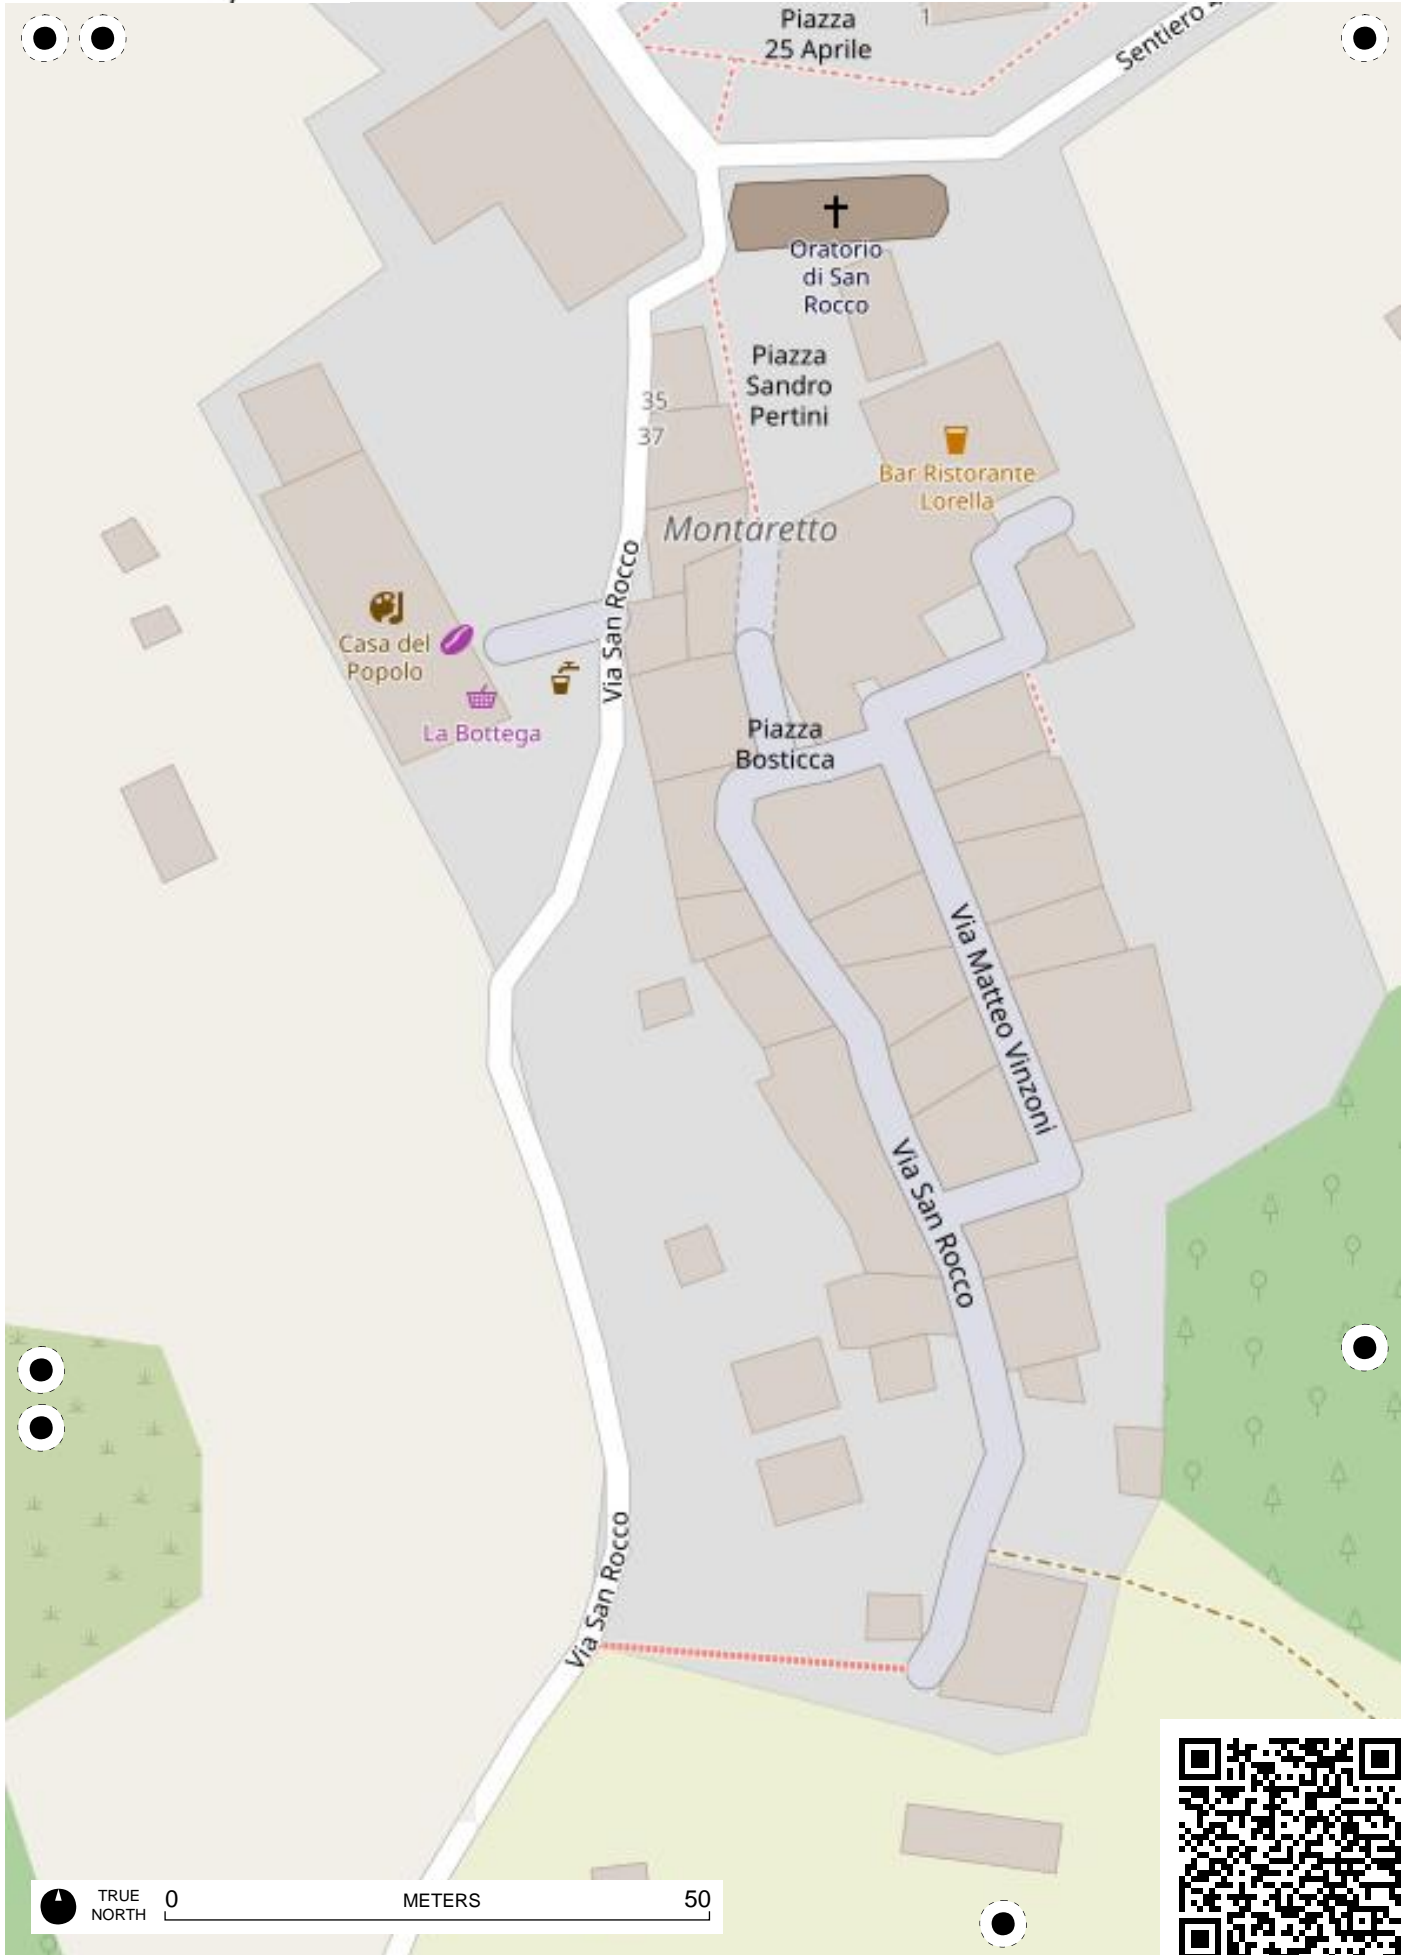 Piazza
25 Aprile
1
Sentiero
Oratorio
di San
Rocco
Piazza
Sandro
Pertini
35
37
Bar Ristorante
Lorella
Montaretto
Via San Rocco
Casa del
Popolo
La Bottega
Piazza
Bosticca
Via Matteo Vinzoni
Via San Rocco
Via San Rocco
TRUE
NORTH
0
METERS
50